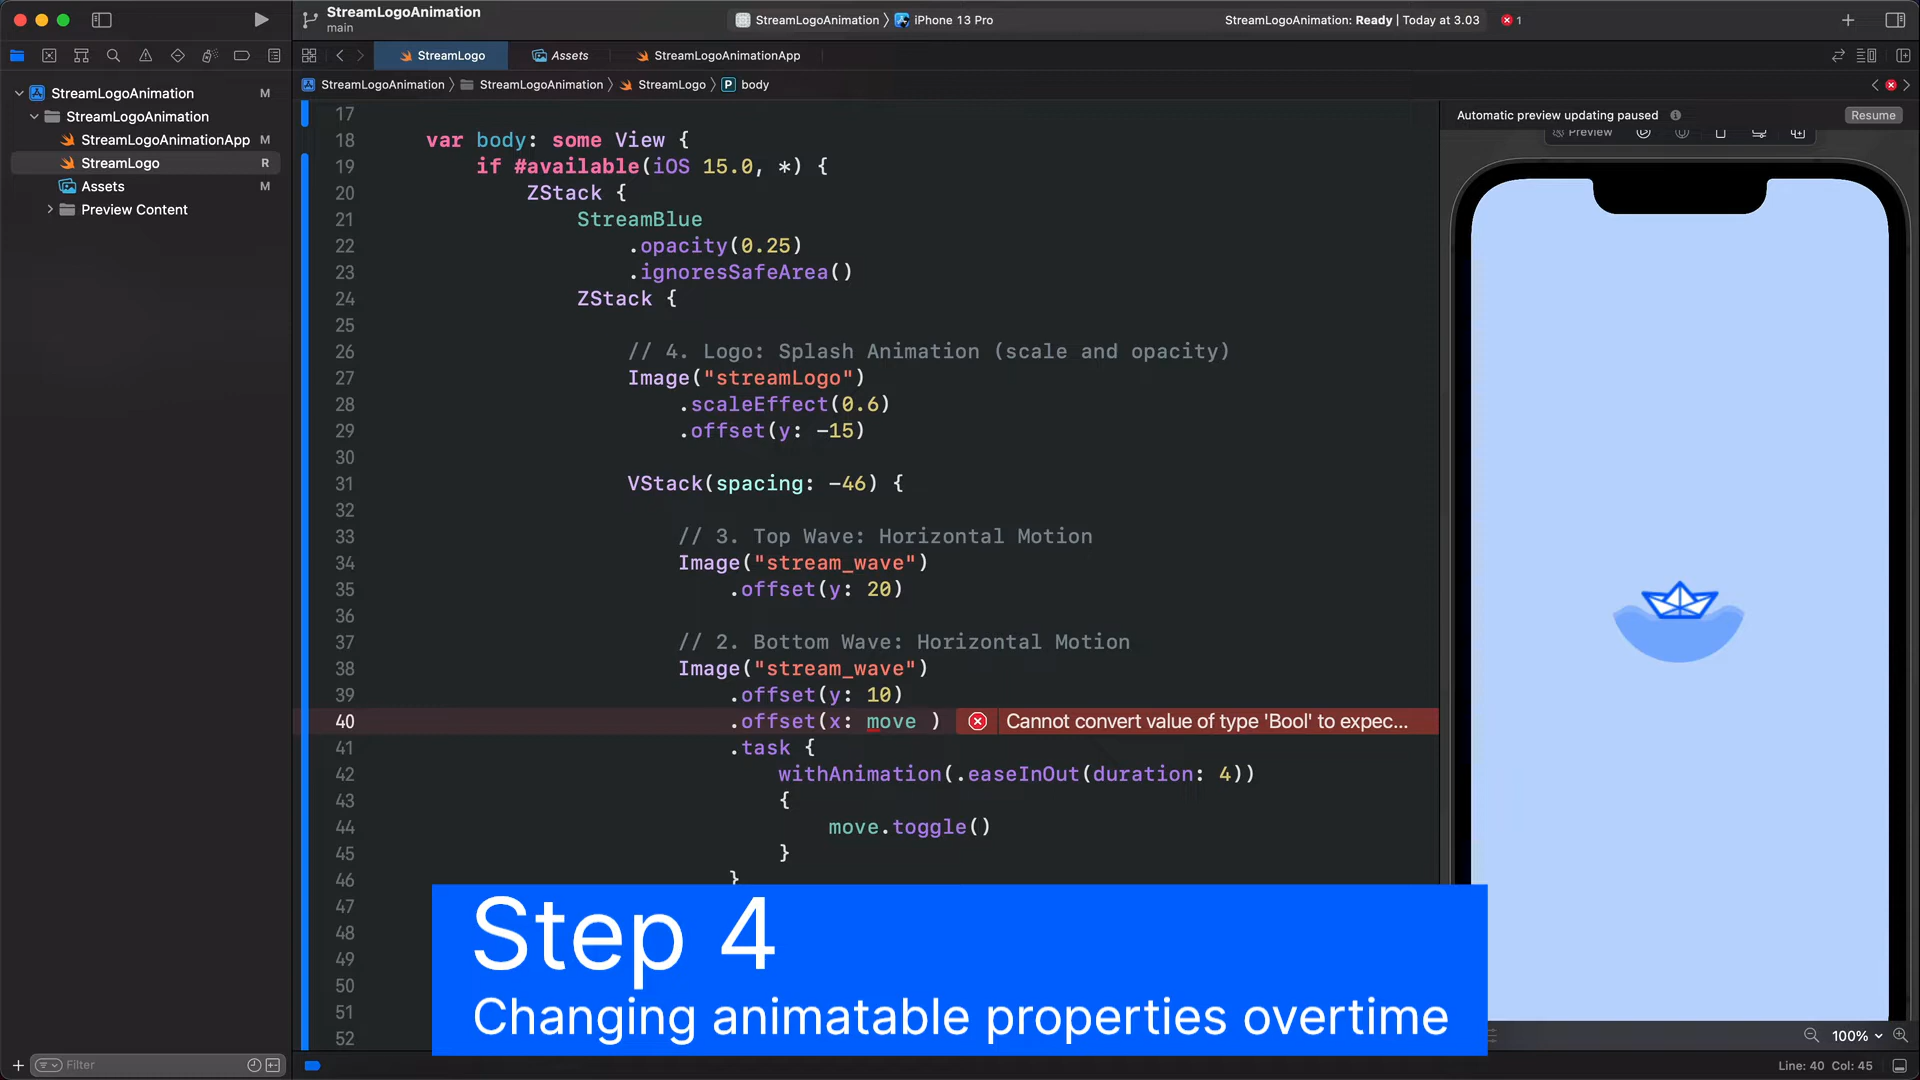 StreamLogoAnimation
main
StreamLogoAnimation
iPhone 13 Pro
StreamLogoAnimation: Ready | Today at 3.03
1
StreamLogo
Assets
StreamLogoAnimationApp
StreamLogoAnimation
StreamLogoAnimation
StreamLogo
P body
StreamLogoAnimation M
StreamLogoAnimation
StreamLogoAnimationApp M
StreamLogo R
Assets M
Preview Content
Filter
17
18 var body: some View {
19 if #available(iOS 15.0, *) {
20 ZStack {
21 StreamBlue
22 .opacity(0.25)
23 .ignoresSafeArea()
24 ZStack {
25
26 // 4. Logo: Splash Animation (scale and opacity)
27 Image("streamLogo")
28 .scaleEffect(0.6)
29 .offset(y: -15)
30
31 VStack(spacing: -46) {
32
33 // 3. Top Wave: Horizontal Motion
34 Image("stream_wave")
35 .offset(y: 20)
36
37 // 2. Bottom Wave: Horizontal Motion
38 Image("stream_wave")
39 .offset(y: 10)
40 .offset(x: move ) Cannot convert value of type 'Bool' to expec...
41 .task {
42 withAnimation(.easeInOut(duration: 4))
43 {
44 move.toggle()
45 }
46 }
47
48
49
50
51
52
Step 4
Changing animatable properties overtime
Automatic preview updating paused
Resume
Preview
100%
Line: 40 Col: 45